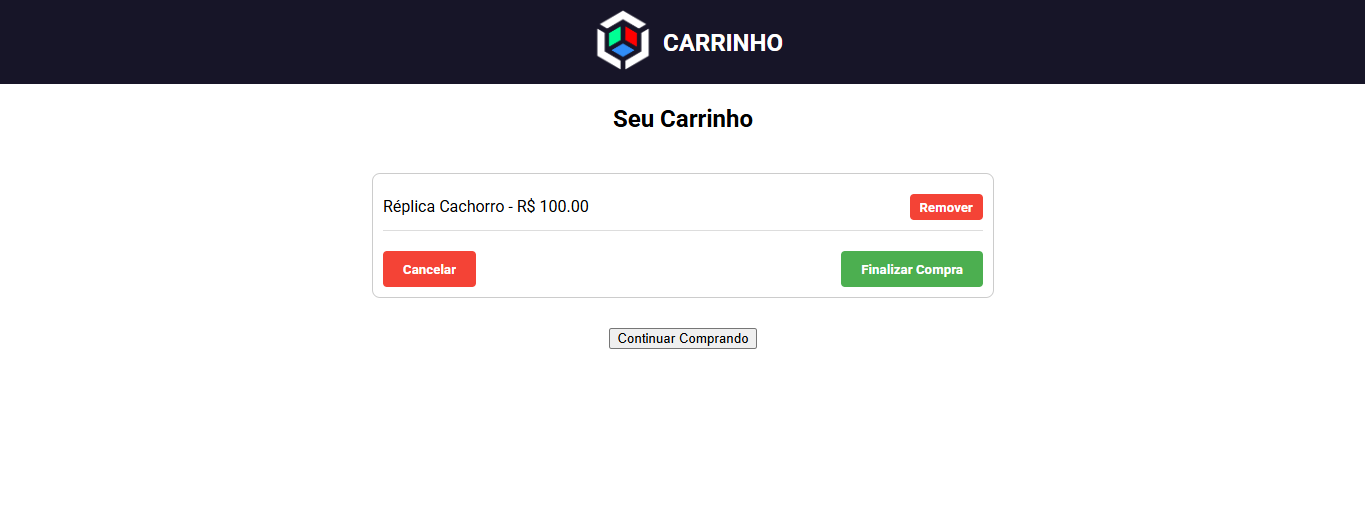 CARRINHO
Seu Carrinho
Réplica Cachorro - R$ 100.00
Remover
Cancelar
Finalizar Compra
Continuar Comprando